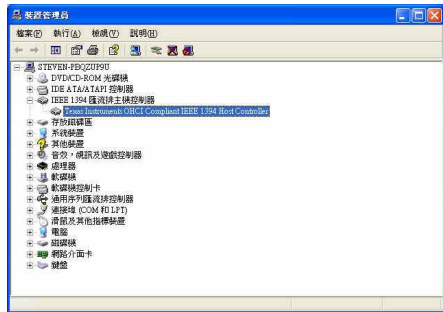 裝置管理員
檔案(F) 執行(A) 檢視(V) 說明(H)
STEVEN-PBQZUP9U
DVD/CD-ROM 光碟機
IDE ATA/ATAPI 控制器
IEEE 1394 匯流排主機控制器
Texas Instruments OHCI Compliant IEEE 1394 Host Controller
存放磁碟區
系統裝置
其他裝置
音效，視訊及遊戲控制器
處理器
軟碟機
軟碟機控制卡
通用序列匯流排控制器
連接埠 (COM 和 LPT)
滑鼠及其他指標裝置
電腦
磁碟機
網路介面卡
鍵盤